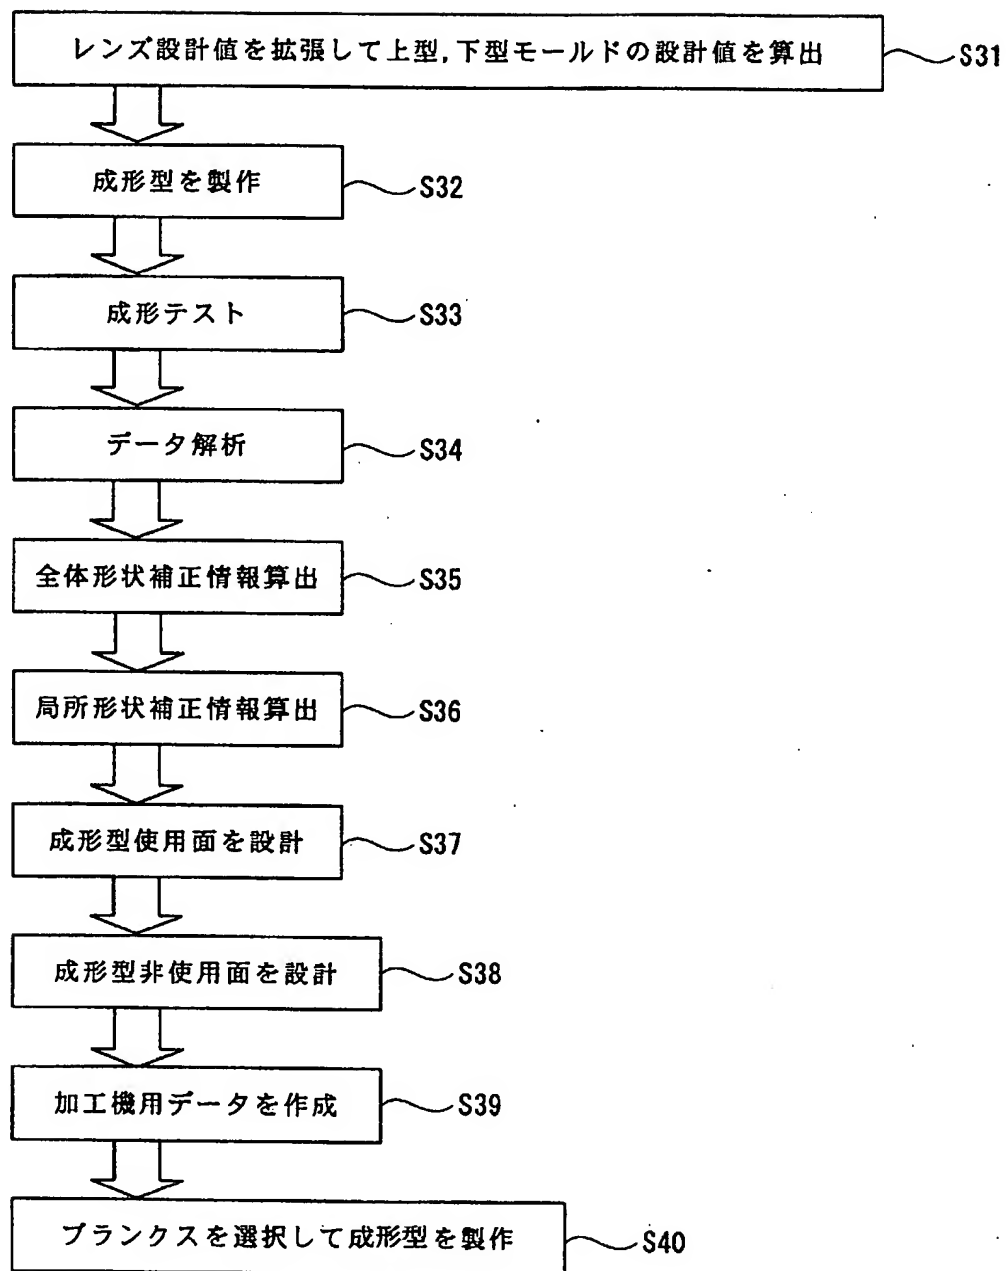 レンズ設計値を拡張して上型,下型モールドの設計値を算出 S31
成形型を製作 S32
成形テスト S33
データ解析 S34
全体形状補正情報算出 S35
局所形状補正情報算出 S36
成形型使用面を設計 S37
成形型非使用面を設計 S38
加工機用データを作成 S39
ブランクスを選択して成形型を製作 S40